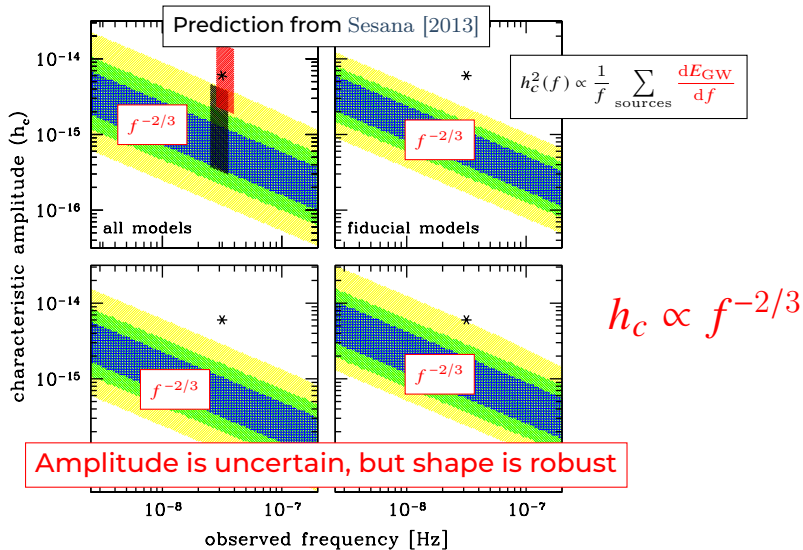 Prediction from Sesana [2013]
h_c^2(f) ∝ 1/f ∑_{sources} dE_GW/df
characteristic amplitude (h_c)
10^{-14}
10^{-15}
10^{-16}
f^{-2/3}
all models
f^{-2/3}
fiducial models
10^{-14}
10^{-15}
f^{-2/3}
f^{-2/3}
h_c ∝ f^{-2/3}
Amplitude is uncertain, but shape is robust
10^{-8}
10^{-7}
10^{-8}
10^{-7}
observed frequency [Hz]